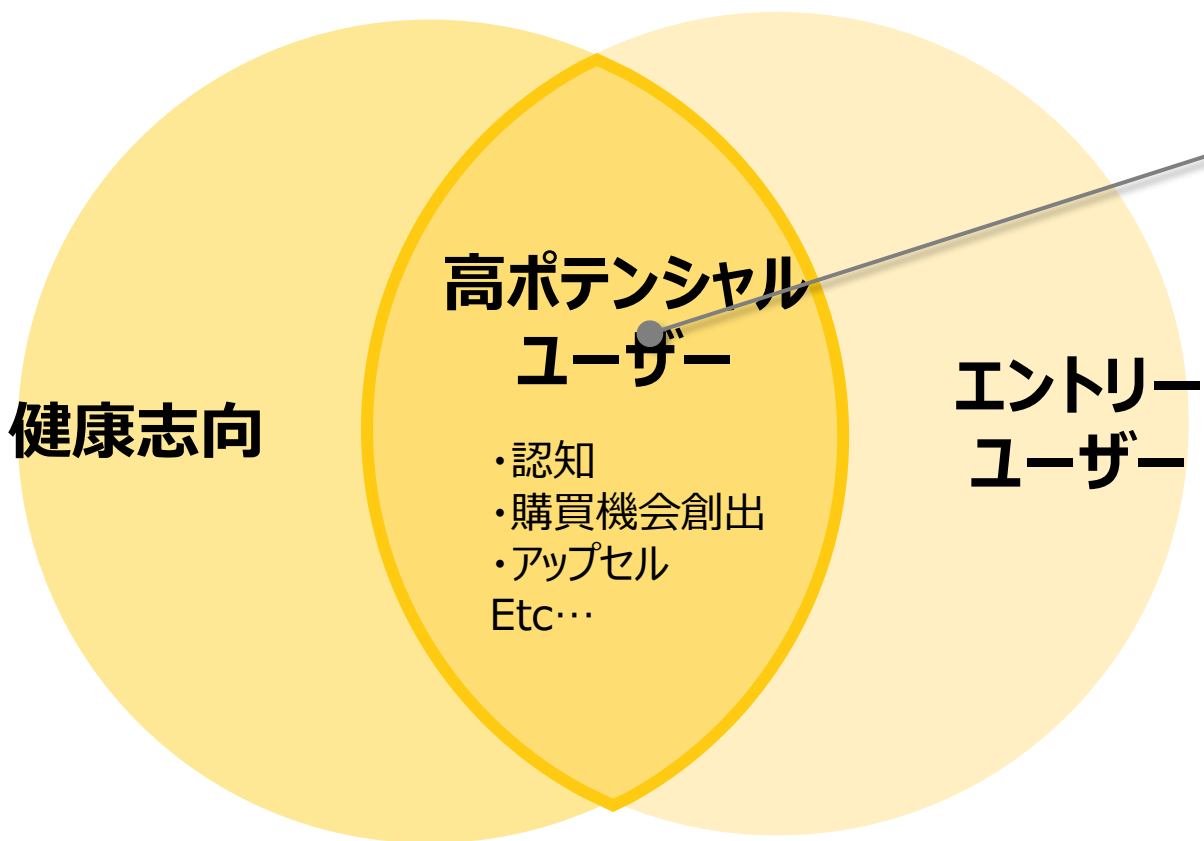 健康志向
高ポテンシャル
ユーザー
・認知
・購買機会創出
・アップセル
Etc…
エントリー
ユーザー